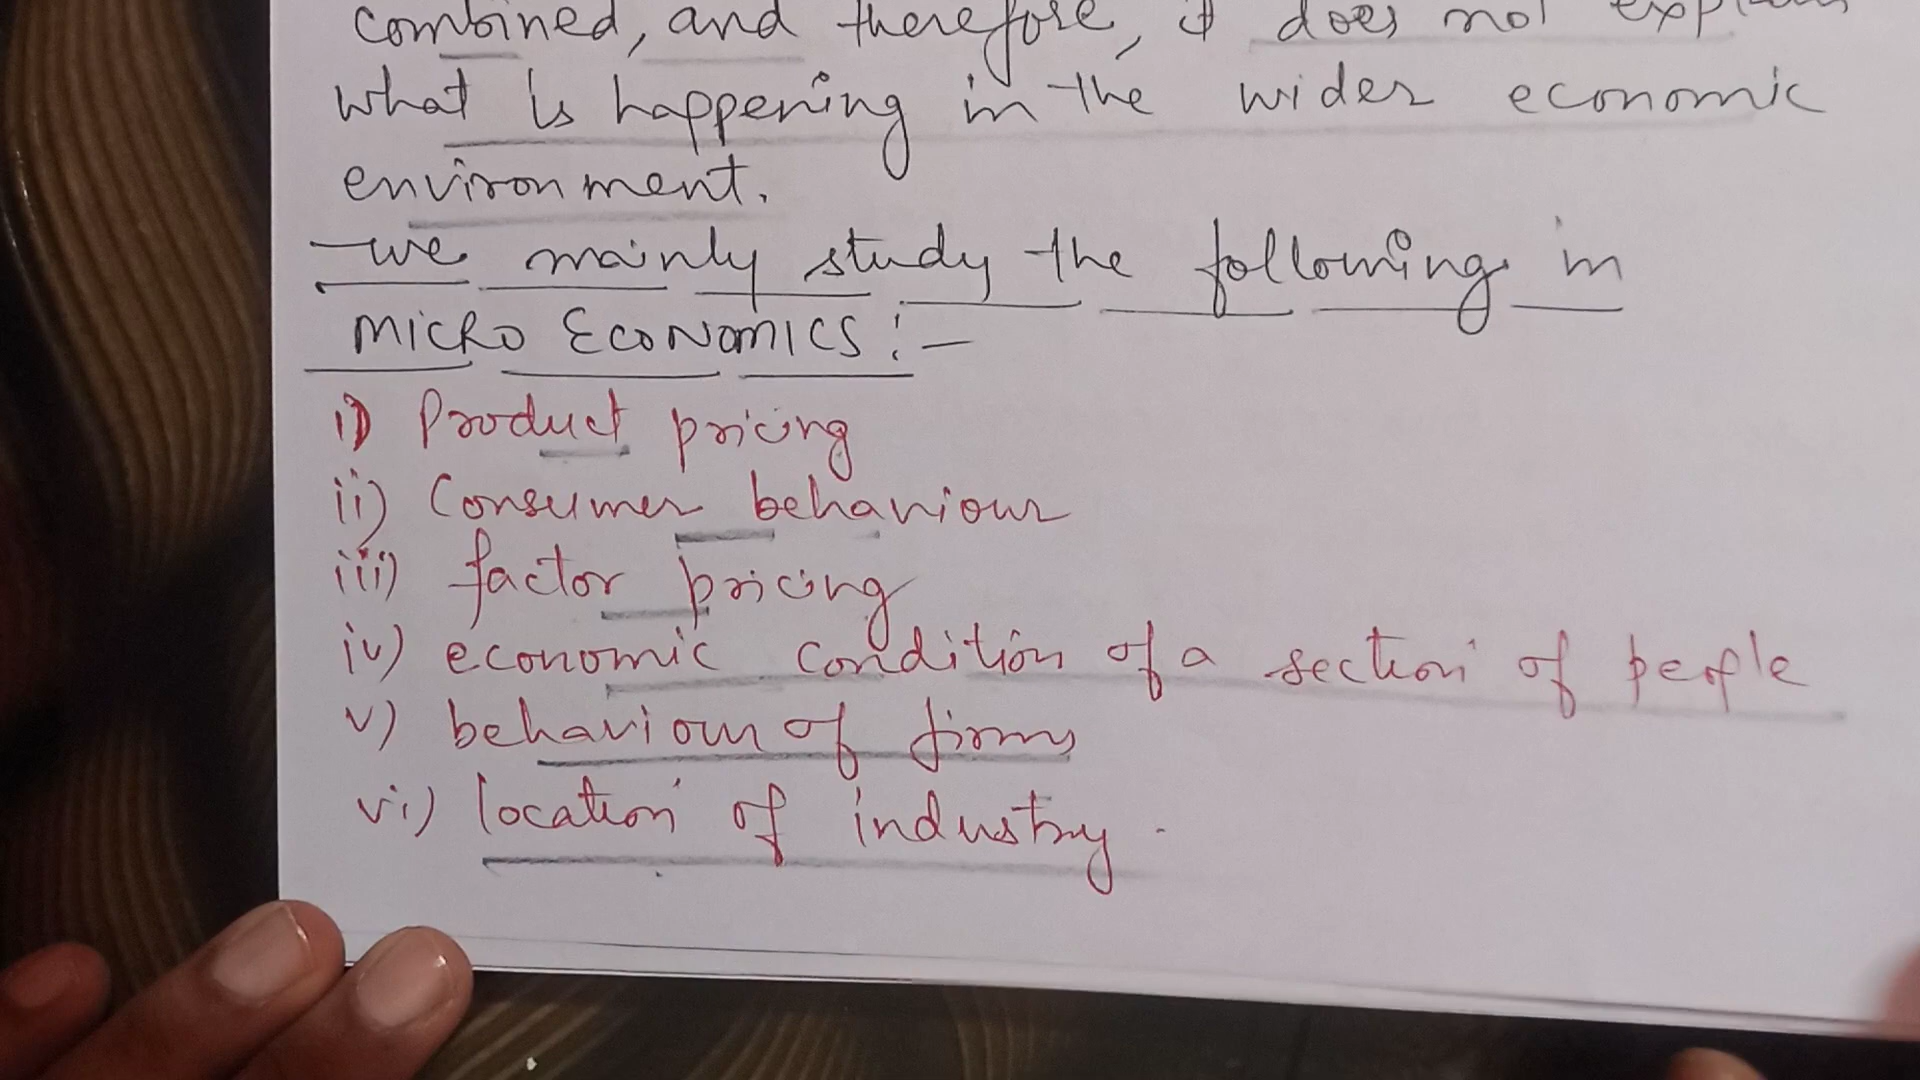 combined, and therefore, it does not explain
what is happening in the wider economic
environment.
- we mainly study the following in
MICRO ECONOMICS :-
i) Product pricing
ii) Consumer behaviour
iii) factor pricing
iv) economic condition of a section of people
v) behaviour of firms
vi) location of industry.